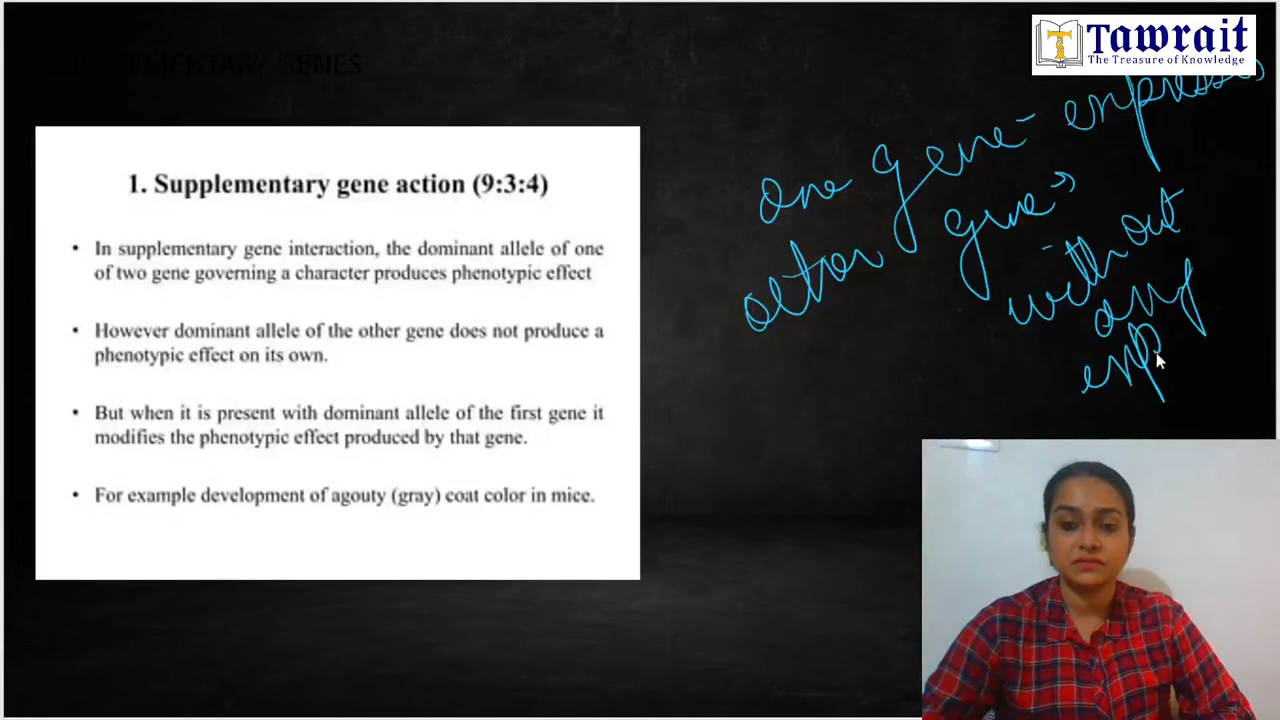 Tawrait
The Treasure of Knowledge
1. Supplementary gene action (9:3:4)
• In supplementary gene interaction, the dominant allele of one
of two gene governing a character produces phenotypic effect
• However dominant allele of the other gene does not produce a
phenotypic effect on its own.
• But when it is present with dominant allele of the first gene it
modifies the phenotypic effect produced by that gene.
• For example development of agouty (gray) coat color in mice.
one gene - express
gene →
without
any
exp